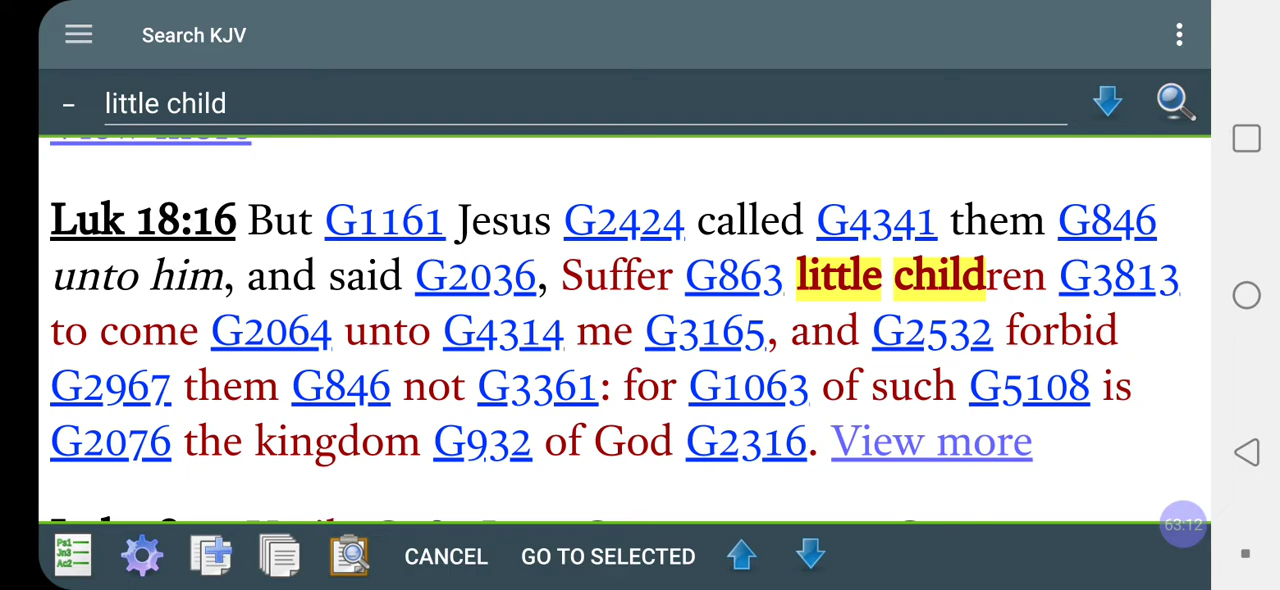 Search KJV
– little child
Luk 18:16 But G1161 Jesus G2424 called G4341 them G846
unto him, and said G2036, Suffer G863 little children G3813
to come G2064 unto G4314 me G3165, and G2532 forbid
G2967 them G846 not G3361: for G1063 of such G5108 is
G2076 the kingdom G932 of God G2316. View more
63:12
Ps1
Jn3
Ac2
CANCEL GO TO SELECTED